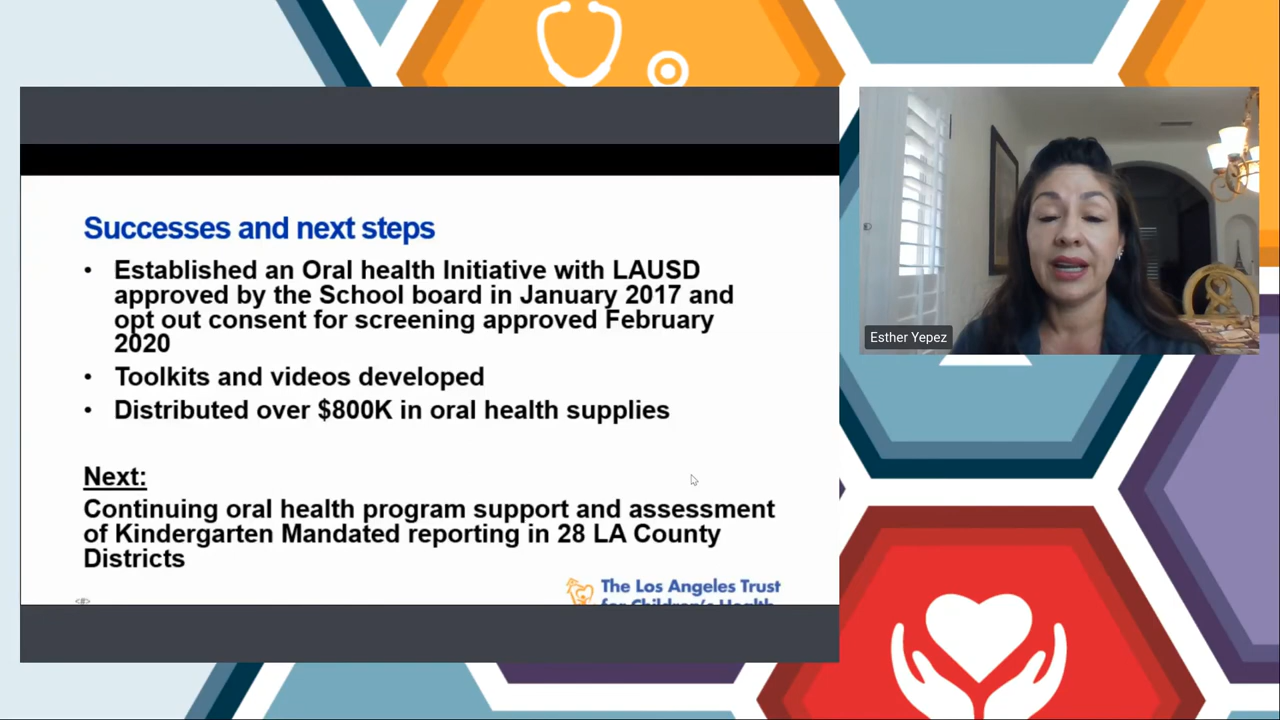 Successes and next steps
• Established an Oral health Initiative with LAUSD
approved by the School board in January 2017 and
opt out consent for screening approved February
2020
• Toolkits and videos developed
• Distributed over $800K in oral health supplies
Next:
Continuing oral health program support and assessment
of Kindergarten Mandated reporting in 28 LA County
Districts
The Los Angeles Trust
for Children's Health
Esther Yepez